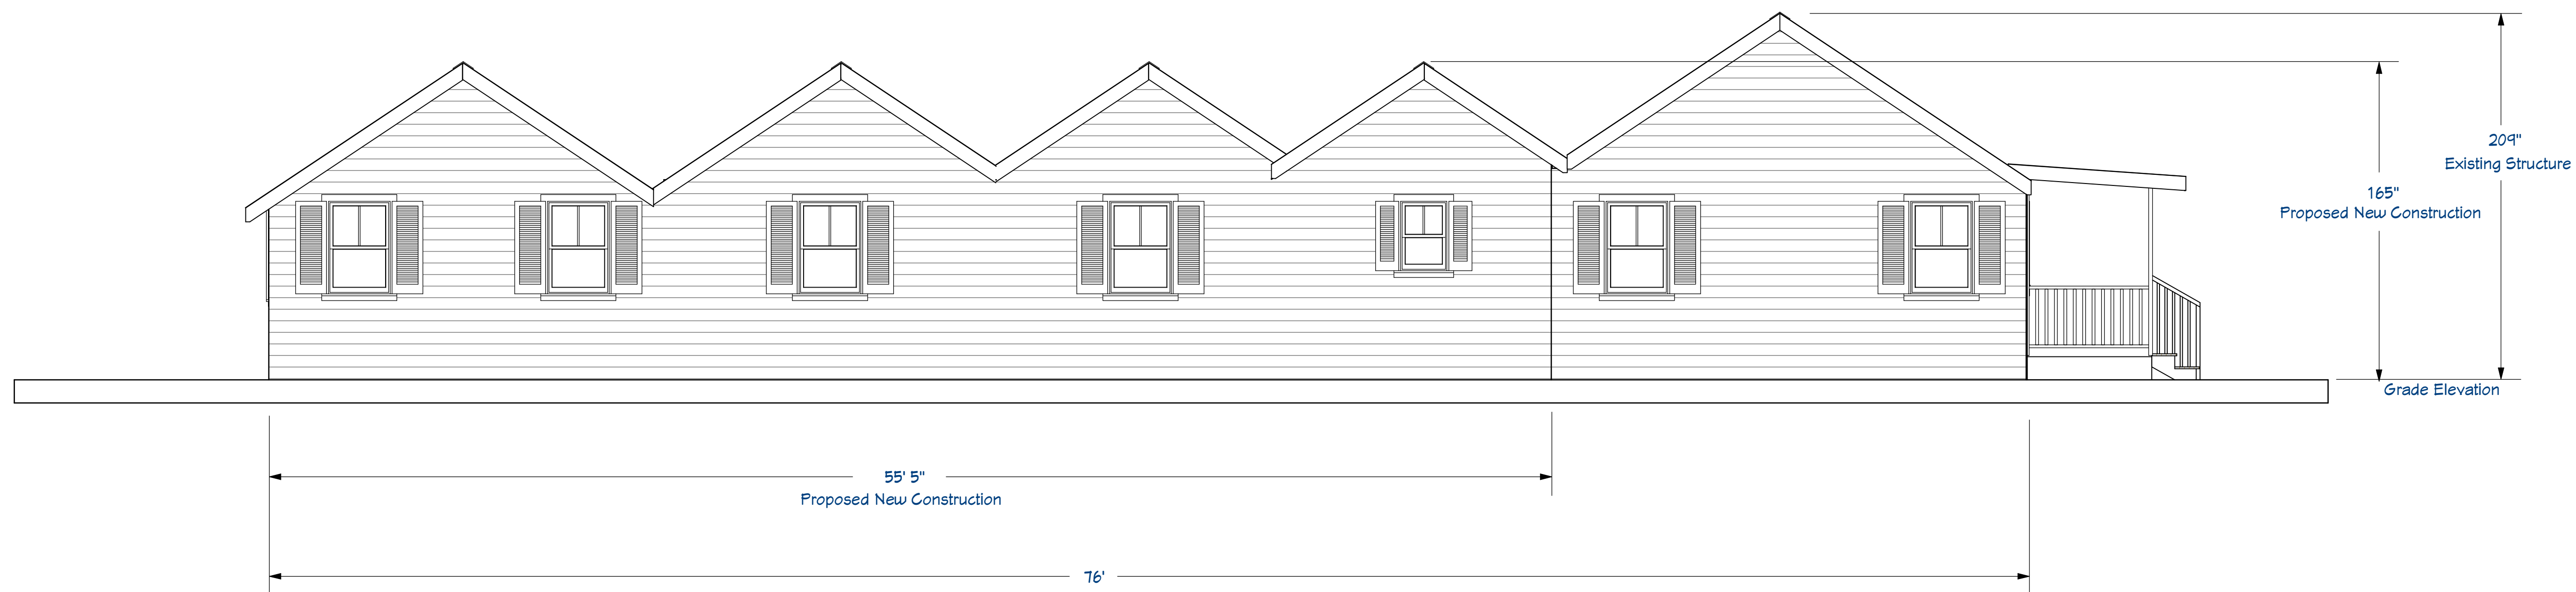 209"
Existing Structure
165"
Proposed New Construction
Grade Elevation
55' 5"
Proposed New Construction
76'